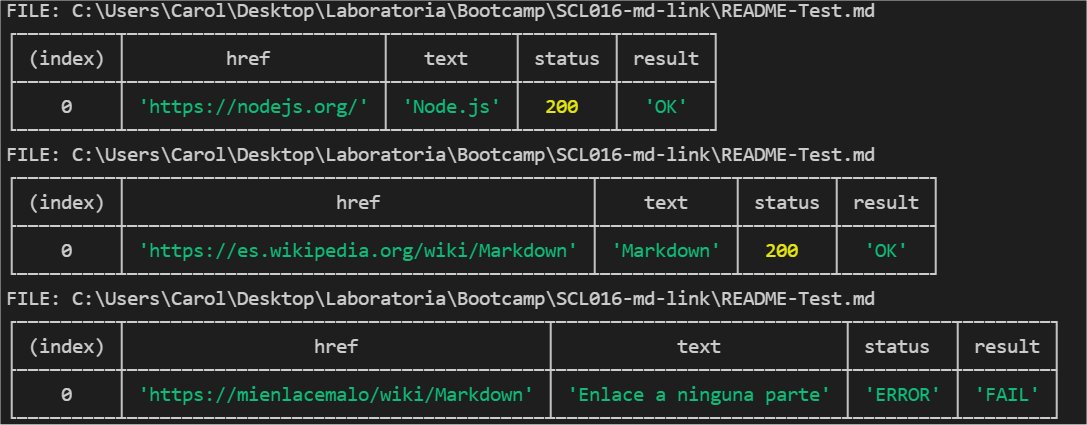 FILE: C:\Users\Carol\Desktop\Laboratoria\Bootcamp\SCL016-md-link\README-Test.md
(index) href text status result
0 'https://nodejs.org/' 'Node.js' 200 'OK'
FILE: C:\Users\Carol\Desktop\Laboratoria\Bootcamp\SCL016-md-link\README-Test.md
(index) href text status result
0 'https://es.wikipedia.org/wiki/Markdown' 'Markdown' 200 'OK'
FILE: C:\Users\Carol\Desktop\Laboratoria\Bootcamp\SCL016-md-link\README-Test.md
(index) href text status result
0 'https://mienlacemalo/wiki/Markdown' 'Enlace a ninguna parte' 'ERROR' 'FAIL'